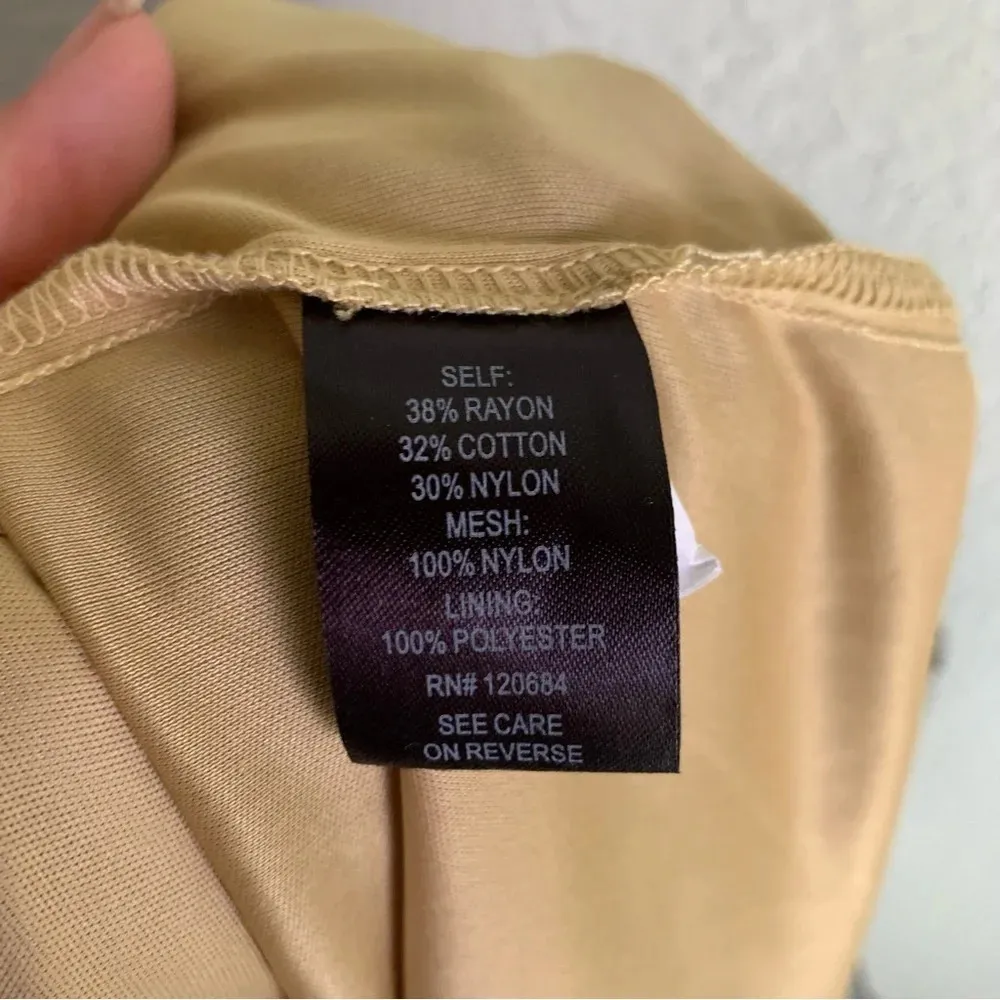 SELF:
38% RAYON
32% COTTON
30% NYLON
MESH:
100% NYLON
LINING:
100% POLYESTER
RN# 120684
SEE CARE
ON REVERSE